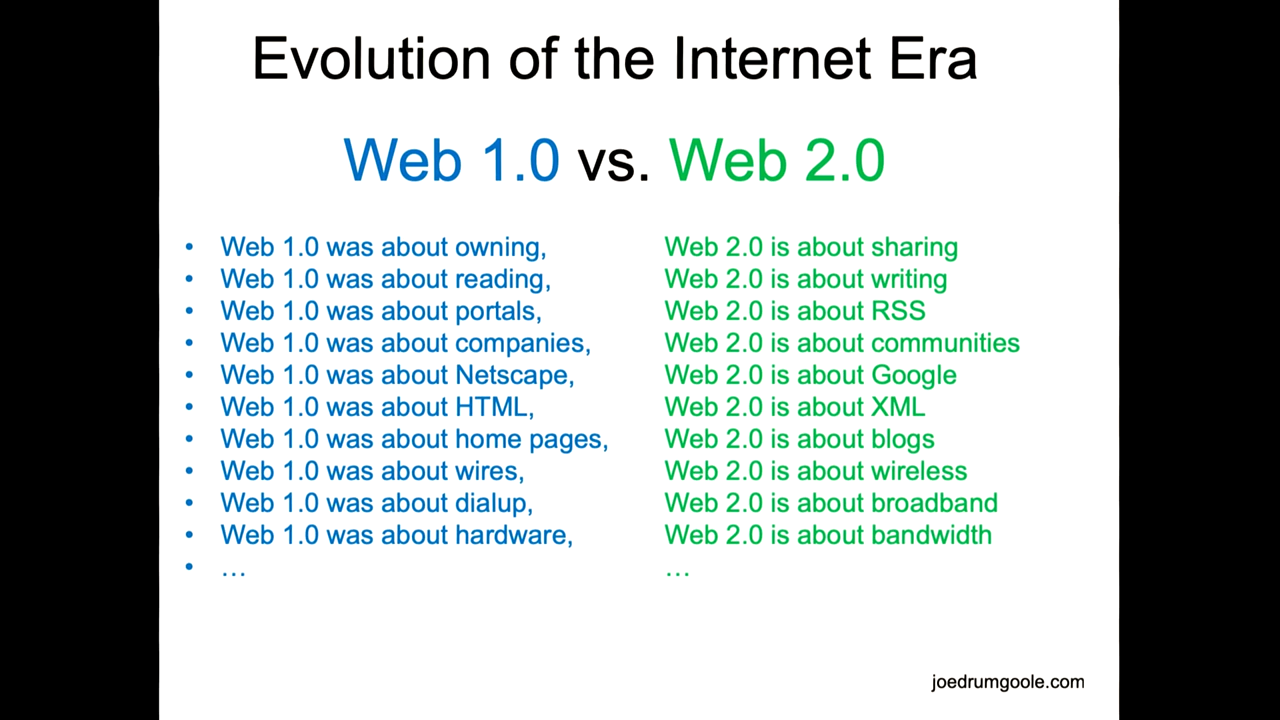 Evolution of the Internet Era
Web 1.0 vs. Web 2.0
• Web 1.0 was about owning, Web 2.0 is about sharing
• Web 1.0 was about reading, Web 2.0 is about writing
• Web 1.0 was about portals, Web 2.0 is about RSS
• Web 1.0 was about companies, Web 2.0 is about communities
• Web 1.0 was about Netscape, Web 2.0 is about Google
• Web 1.0 was about HTML, Web 2.0 is about XML
• Web 1.0 was about home pages, Web 2.0 is about blogs
• Web 1.0 was about wires, Web 2.0 is about wireless
• Web 1.0 was about dialup, Web 2.0 is about broadband
• Web 1.0 was about hardware, Web 2.0 is about bandwidth
• … …
joedrumgoole.com